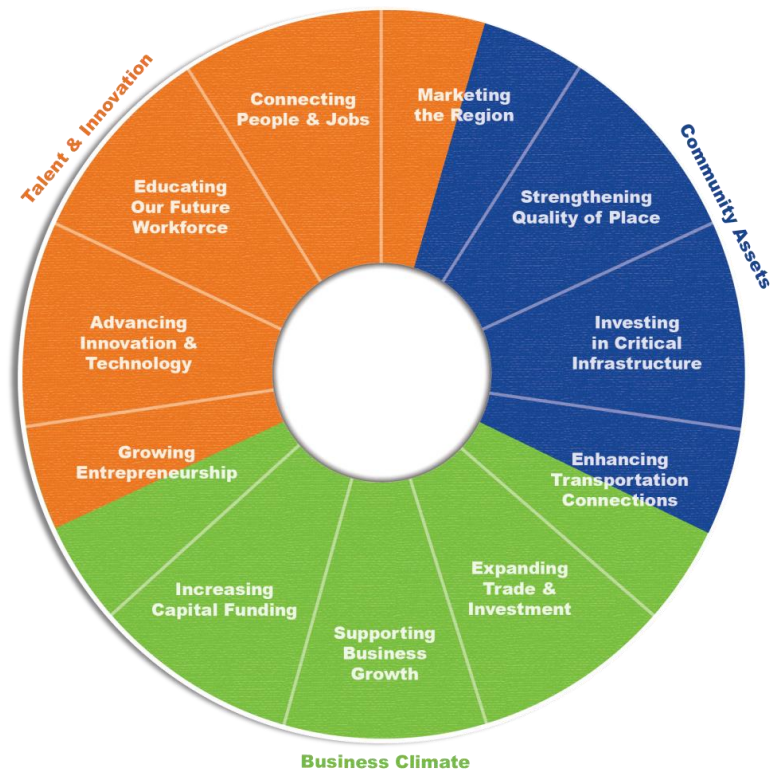 Talent & Innovation
Connecting
People & Jobs
Marketing
the Region
Community Assets
Educating
Our Future
Workforce
Strengthening
Quality of Place
Advancing
Innovation &
Technology
Investing
in Critical
Infrastructure
Growing
Entrepreneurship
Enhancing
Transportation
Connections
Increasing
Capital Funding
Expanding
Trade &
Investment
Supporting
Business
Growth
Business Climate